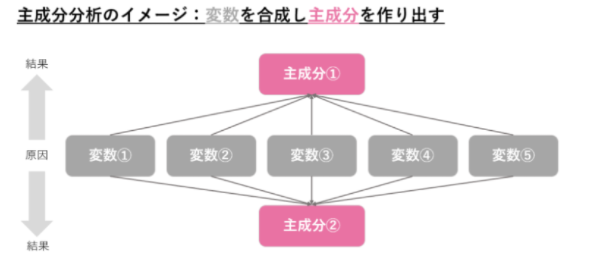 主成分分析のイメージ：変数を合成し主成分を作り出す
結果
主成分①
原因
変数① 変数② 変数③ 変数④ 変数⑤
主成分②
結果